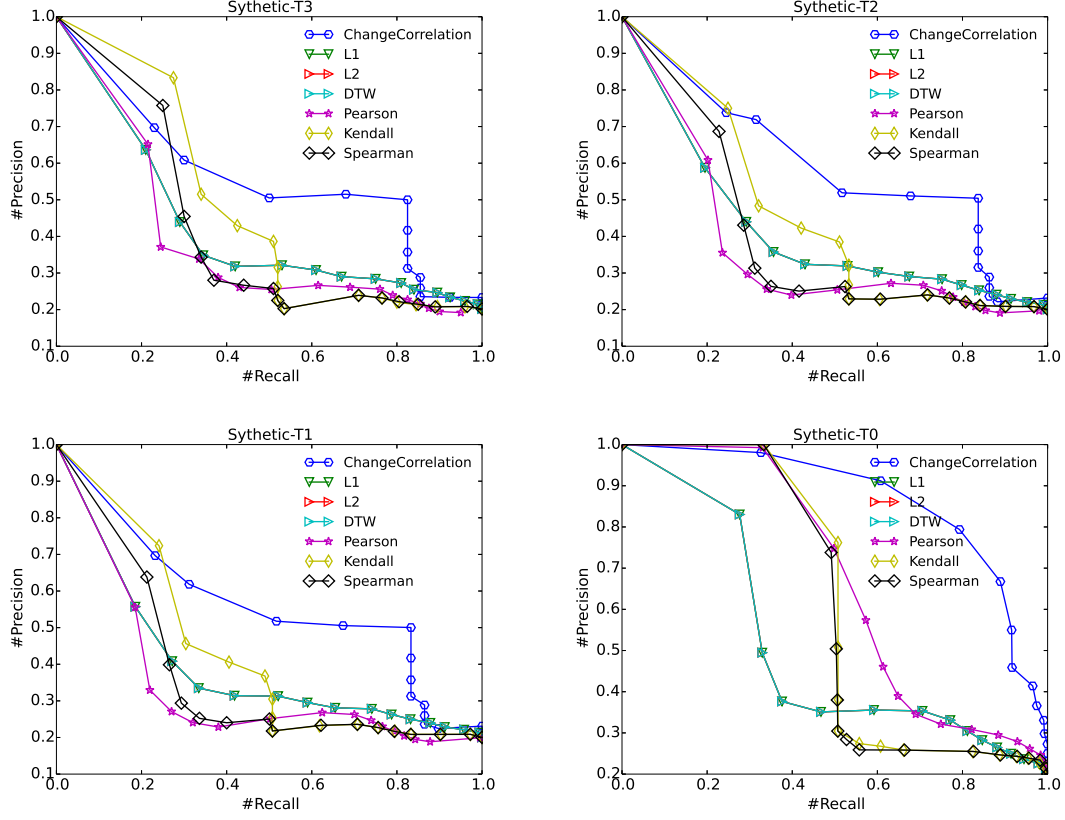 Sythetic-T3
#Precision
1.0
0.9
0.8
0.7
0.6
0.5
0.4
0.3
0.2
0.1
0.0 0.2 0.4 0.6 0.8 1.0
#Recall
ChangeCorrelation
L1
L2
DTW
Pearson
Kendall
Spearman
Sythetic-T2
#Precision
1.0
0.9
0.8
0.7
0.6
0.5
0.4
0.3
0.2
0.1
0.0 0.2 0.4 0.6 0.8 1.0
#Recall
ChangeCorrelation
L1
L2
DTW
Pearson
Kendall
Spearman
Sythetic-T1
#Precision
1.0
0.9
0.8
0.7
0.6
0.5
0.4
0.3
0.2
0.1
0.0 0.2 0.4 0.6 0.8 1.0
#Recall
ChangeCorrelation
L1
L2
DTW
Pearson
Kendall
Spearman
Sythetic-T0
#Precision
1.0
0.9
0.8
0.7
0.6
0.5
0.4
0.3
0.2
0.0 0.2 0.4 0.6 0.8 1.0
#Recall
ChangeCorrelation
L1
L2
DTW
Pearson
Kendall
Spearman